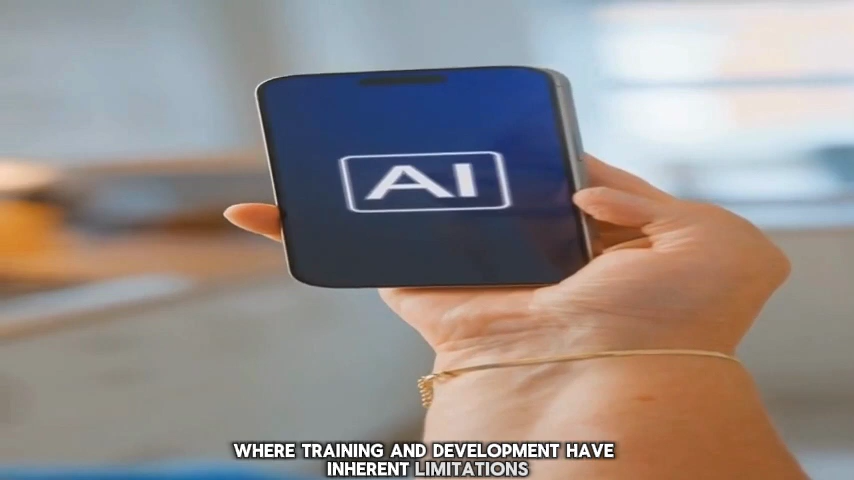 AI
WHERE TRAINING AND DEVELOPMENT HAVE
INHERENT LIMITATIONS